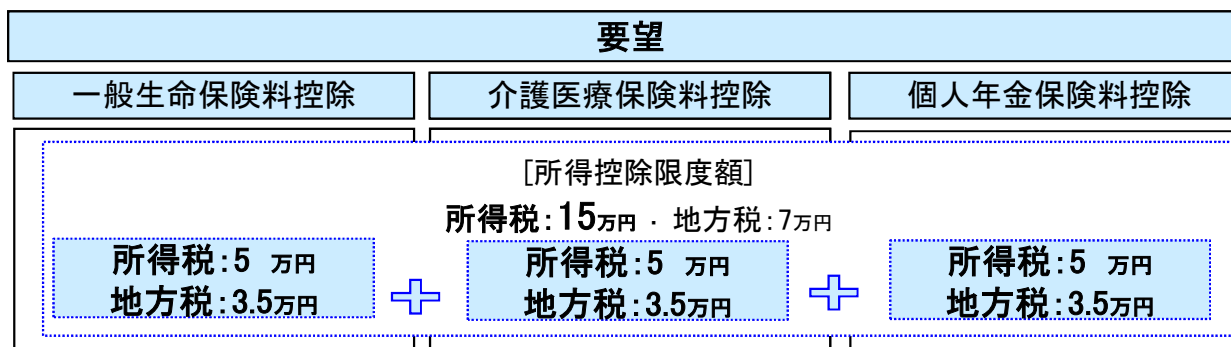 要望
一般生命保険料控除
介護医療保険料控除
個人年金保険料控除
[所得控除限度額]
所得税:15万円 ・ 地方税:7万円
所得税:5 万円
地方税:3.5万円
所得税:5 万円
地方税:3.5万円
所得税:5 万円
地方税:3.5万円